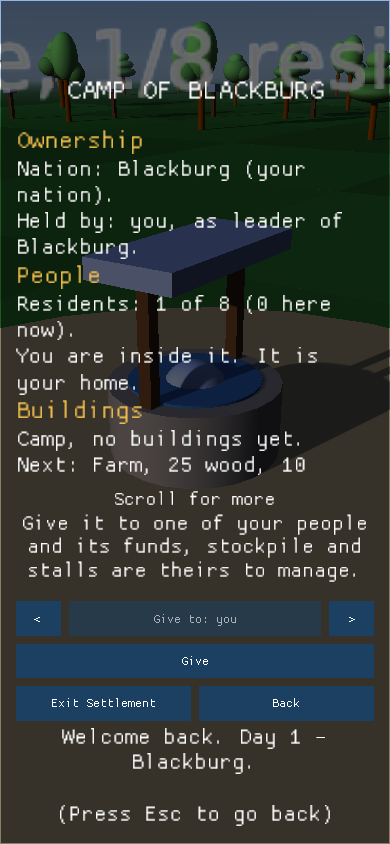 e, 1/8 resi
CAMP OF BLACKBURG
Ownership
Nation: Blackburg (your
nation).
Held by: you, as leader of
Blackburg.
People
Residents: 1 of 8 (0 here
now).
You are inside it. It is
your home.
Buildings
Camp, no buildings yet.
Next: Farm, 25 wood, 10
Scroll for more
Give it to one of your people
and its funds, stockpile and
stalls are theirs to manage.
< Give to: you >
Give
Exit Settlement Back
Welcome back. Day 1 -
Blackburg.
(Press Esc to go back)